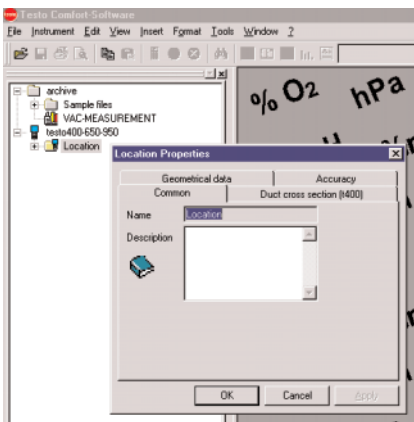 testo Testo Comfort-Software
File Instrument Edit View Insert Format Tools Window ?
archive
Sample files
VAC-MEASUREMENT
testo400-650-950
Location
% O2 hPa
Location Properties
Geometrical data Accuracy
Common Duct cross section (t400)
Name Location
Description
OK Cancel Apply